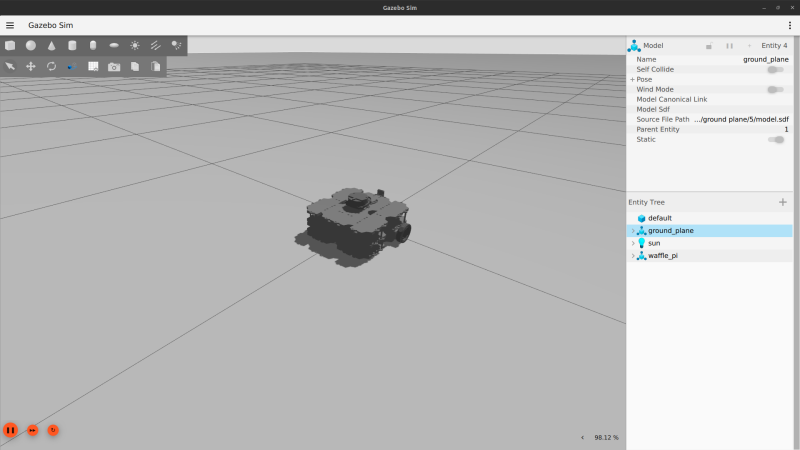 Gazebo Sim
Gazebo Sim
Model Entity 4
Name ground_plane
Self Collide
Pose
Wind Mode
Model Canonical Link
Model Sdf
Source File Path .../ground plane/5/model.sdf
Parent Entity 1
Static
Entity Tree
default
ground_plane
sun
waffle_pi
98.12 %